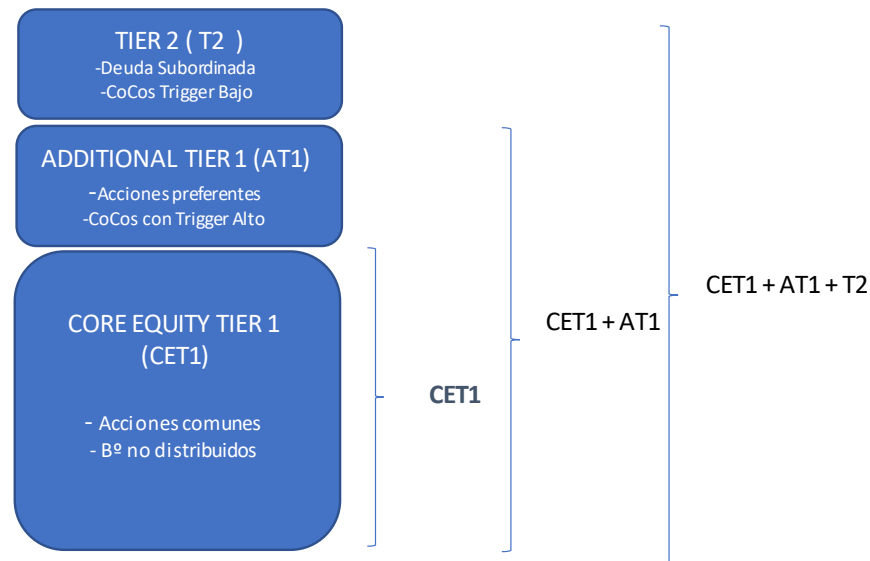 TIER 2 ( T2 )
-Deuda Subordinada
-CoCos Trigger Bajo
ADDITIONAL TIER 1 (AT1)
-Acciones preferentes
-CoCos con Trigger Alto
CORE EQUITY TIER 1
(CET1)
- Acciones comunes
- Bº no distribuidos
CET1
CET1 + AT1
CET1 + AT1 + T2